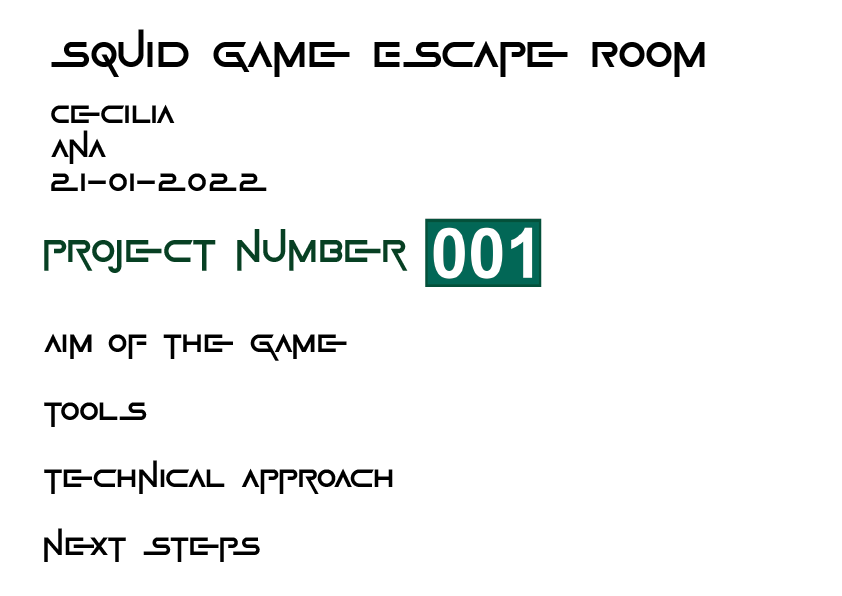 SQUID GAME ESCAPE ROOM
CECILIA
ANA
21-01-2022
PROJECT NUMBER 001
AIM OF THE GAME
TOOLS
TECHNICAL APPROACH
NEXT STEPS